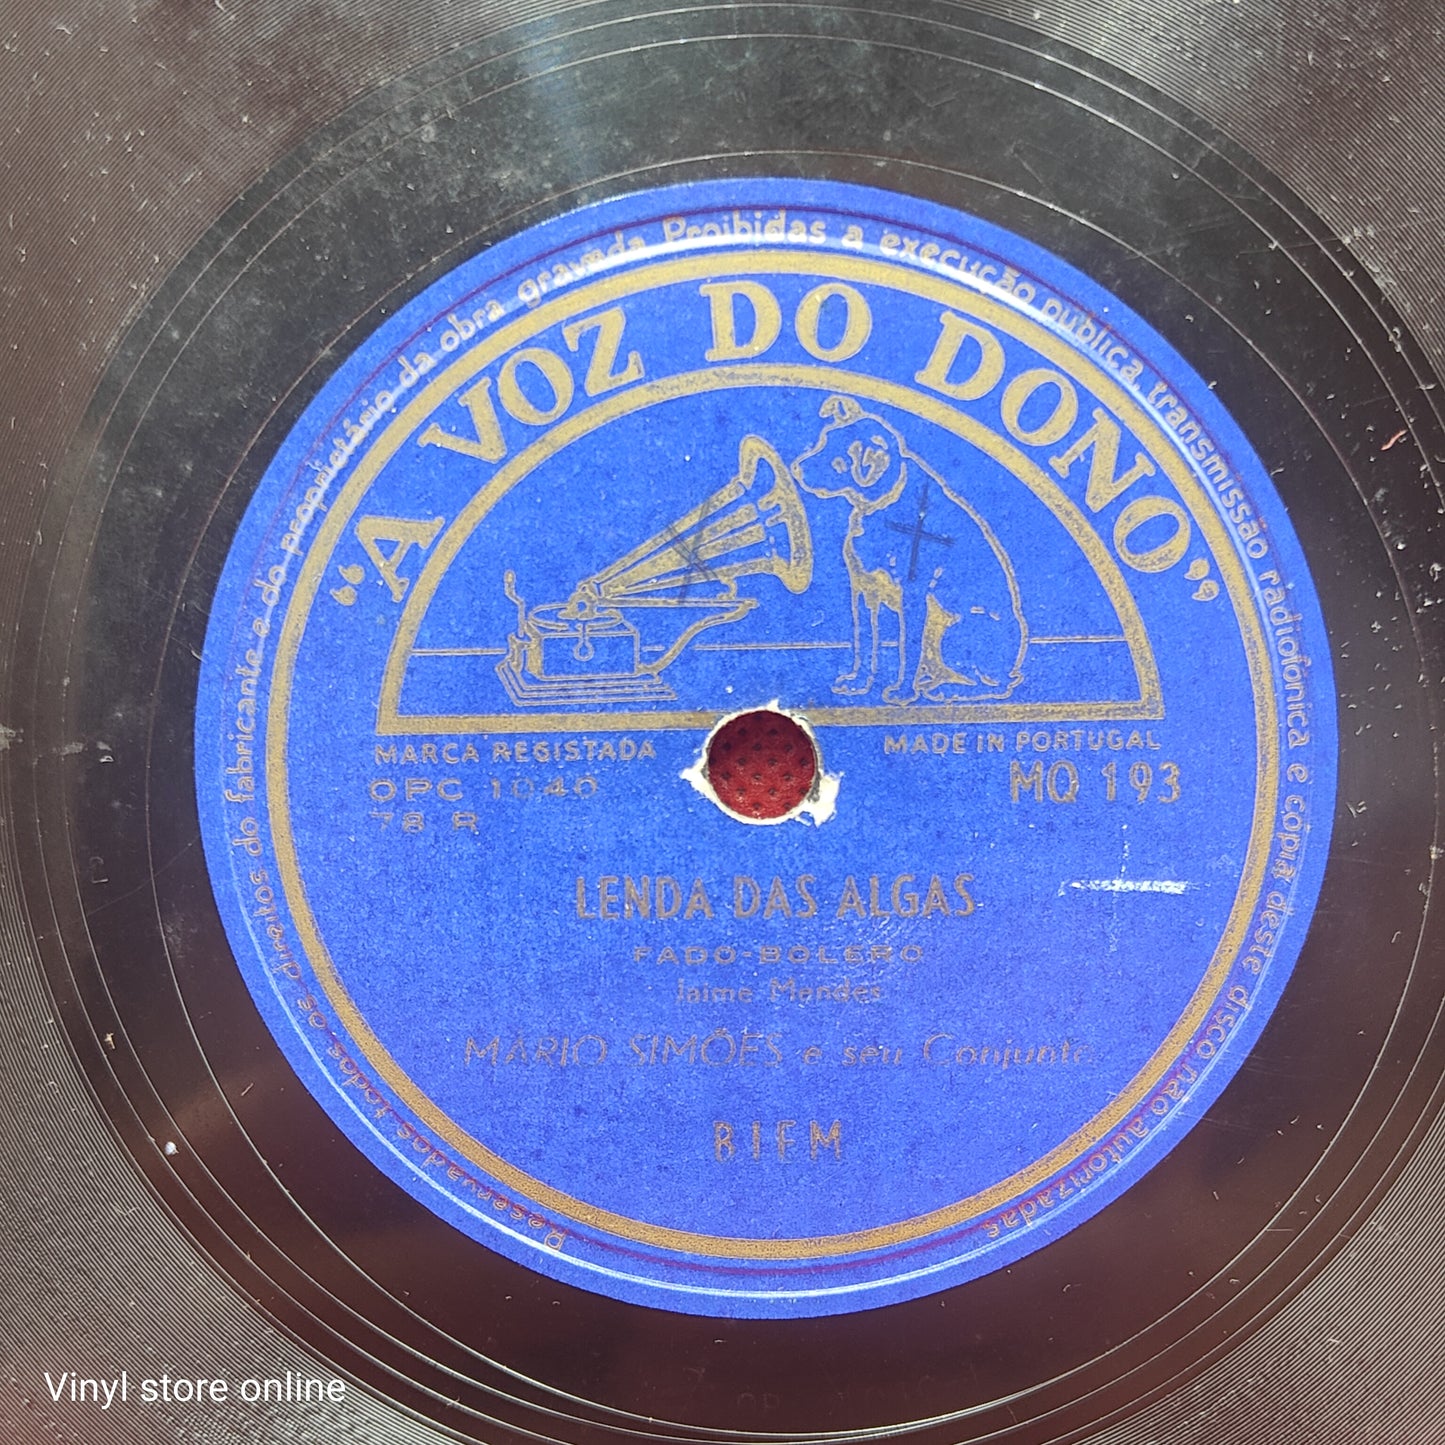 Reservados todos os direitos do fabricante e do proprietário da obra gravada Proibidas a execução publica, transmissão radiofónica e cópia deste disco não autorizadas
“A VOZ DO DONO”
MARCA REGISTADA
MADE IN PORTUGAL
OPC 1040
MQ 193
78 R
LENDA DAS ALGAS
FADO-BOLERO
Jaime Mendes
MÁRIO SIMÕES e seu Conjunto
BIEM
Vinyl store online